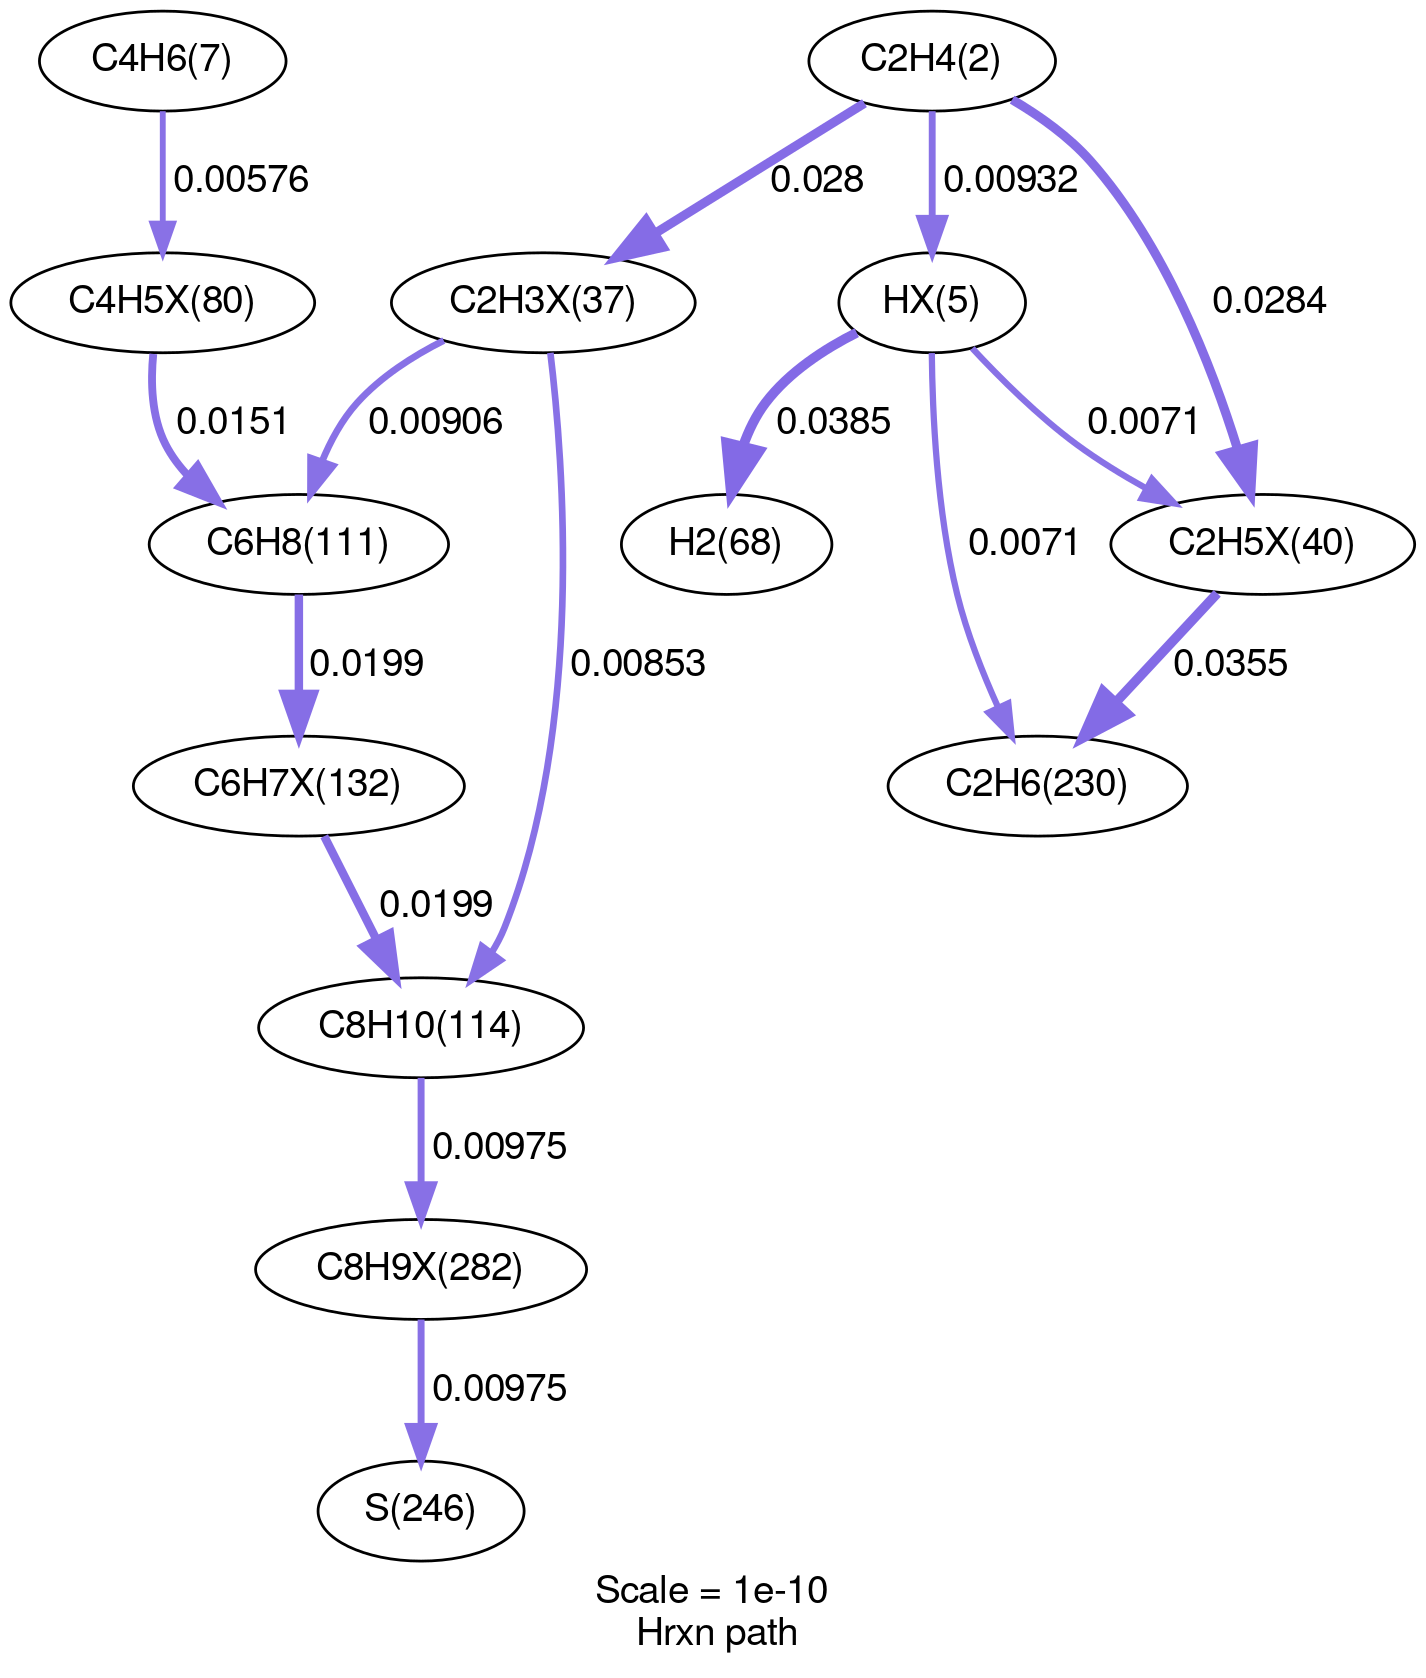 C4H6(7)
C2H4(2)
0.00576
0.028
0.00932
C4H5X(80)
C2H3X(37)
HX(5)
0.0284
0.0151
0.00906
0.0385
0.0071
C6H8(111)
H2(68)
0.0071
C2H5X(40)
0.0199
0.00853
0.0355
C6H7X(132)
C2H6(230)
0.0199
C8H10(114)
0.00975
C8H9X(282)
0.00975
S(246)
Scale = 1e-10
Hrxn path